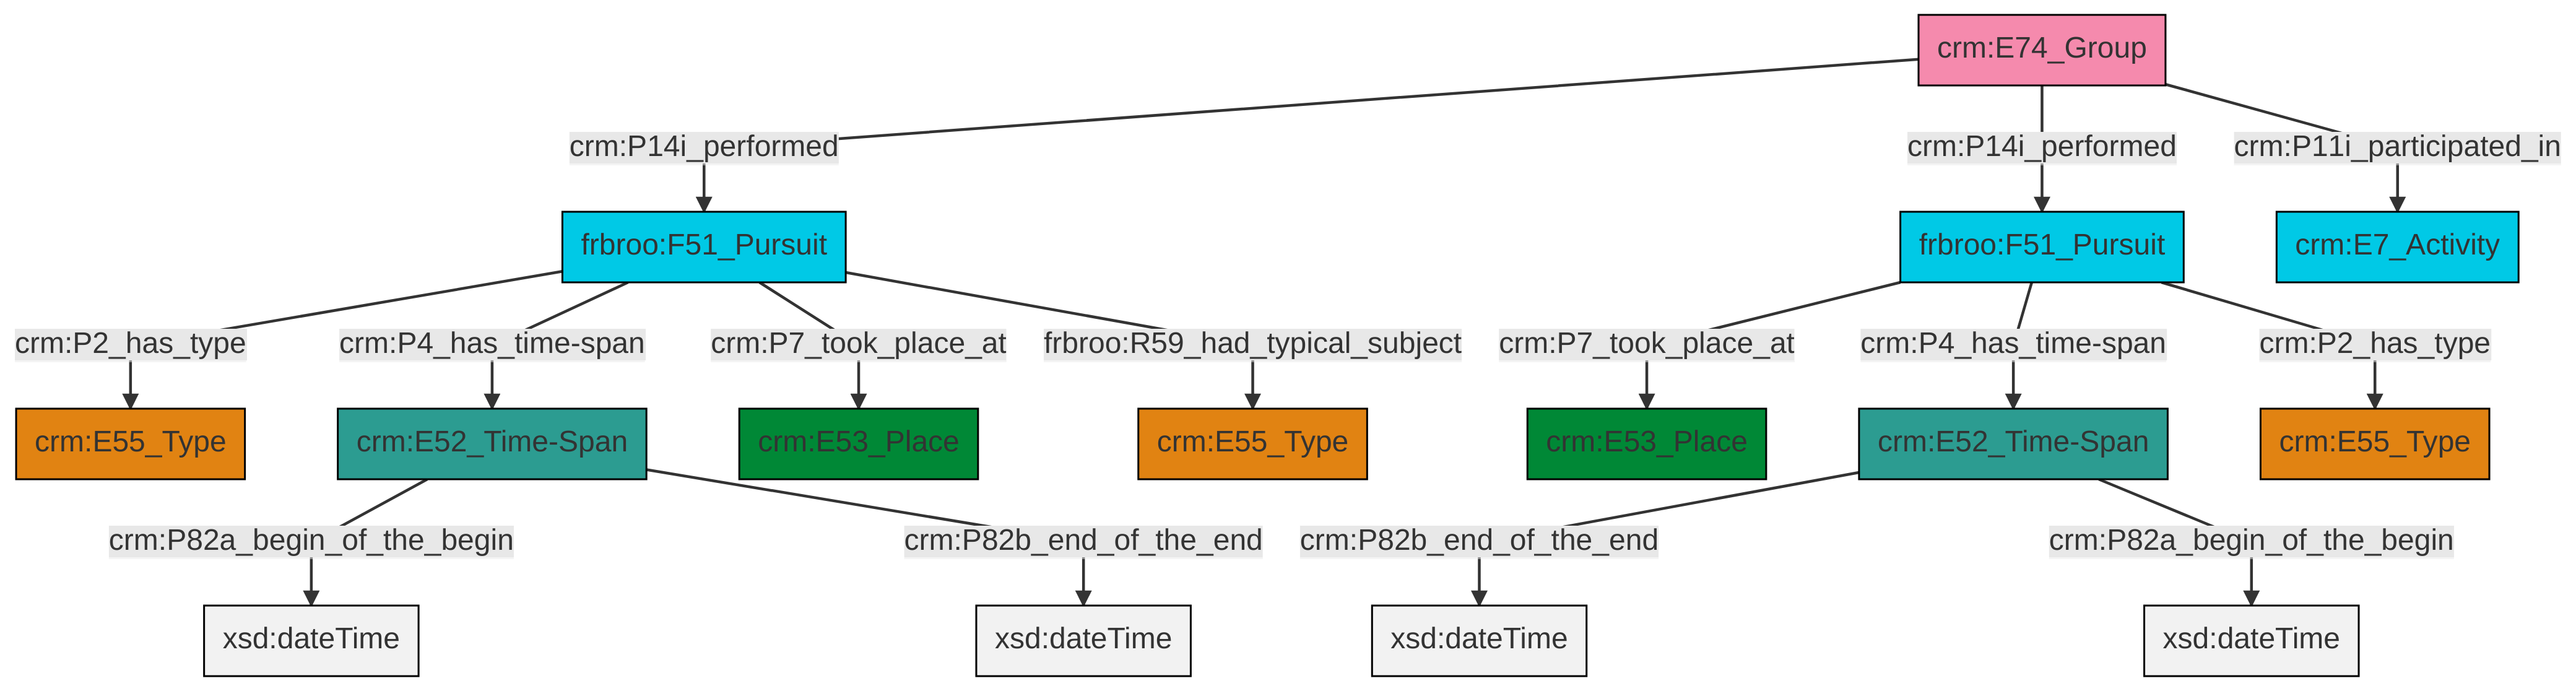 crm:E74_Group
crm:P14i_performed
crm:P14i_performed
crm:P11i_participated_in
frbroo:F51_Pursuit
frbroo:F51_Pursuit
crm:E7_Activity
crm:P2_has_type
crm:P4_has_time-span
crm:P7_took_place_at
frbroo:R59_had_typical_subject
crm:P7_took_place_at
crm:P4_has_time-span
crm:P2_has_type
crm:E55_Type
crm:E52_Time-Span
crm:E53_Place
crm:E55_Type
crm:E53_Place
crm:E52_Time-Span
crm:E55_Type
crm:P82a_begin_of_the_begin
crm:P82b_end_of_the_end
crm:P82b_end_of_the_end
crm:P82a_begin_of_the_begin
xsd:dateTime
xsd:dateTime
xsd:dateTime
xsd:dateTime